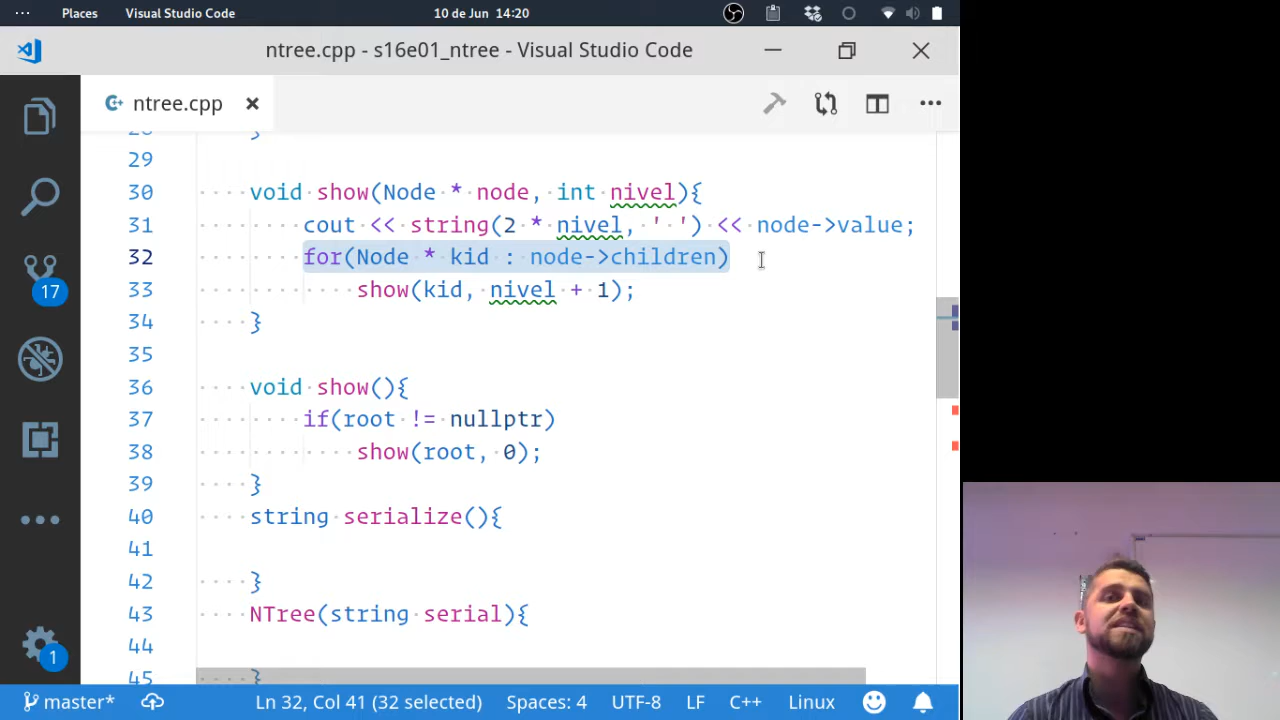 Places Visual Studio Code 10 de Jun 14:20
ntree.cpp - s16e01_ntree - Visual Studio Code
ntree.cpp
}
29
30 void show(Node * node, int nivel){
31 cout << string(2 * nivel, ' ') << node->value;
32 for(Node * kid : node->children)
33 show(kid, nivel + 1);
34 }
35
36 void show(){
37 if(root != nullptr)
38 show(root, 0);
39 }
40 string serialize(){
41
42 }
43 NTree(string serial){
44
45 }
17
1
master* Ln 32, Col 41 (32 selected) Spaces: 4 UTF-8 LF C++ Linux